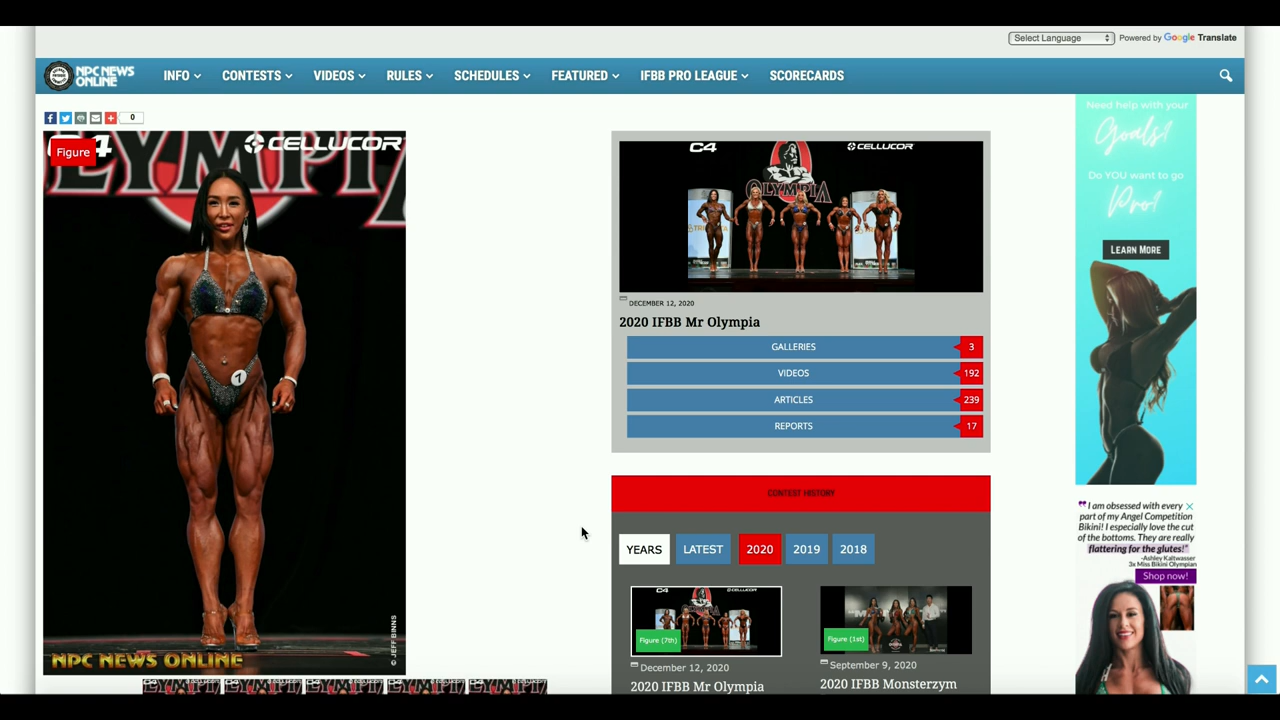 Select Language
Powered by Google Translate
NPC NEWS ONLINE
INFO
CONTESTS
VIDEOS
RULES
SCHEDULES
FEATURED
IFBB PRO LEAGUE
SCORECARDS
0
Figure
C4
CELLUCOR
OLYMPIA
7
© JEFF BINNS
NPC NEWS ONLINE
C4
CELLUCOR
OLYMPIA
DECEMBER 12, 2020
2020 IFBB Mr Olympia
GALLERIES 3
VIDEOS 192
ARTICLES 239
REPORTS 17
CONTEST HISTORY
YEARS
LATEST
2020
2019
2018
Figure (7th)
December 12, 2020
2020 IFBB Mr Olympia
Figure (1st)
September 9, 2020
2020 IFBB Monsterzym
Need help with your
Goals?
Do YOU want to go
Pro?
LEARN MORE
"I am obsessed with every
part of my Angel Competition
Bikini! I especially love the cut
of the bottoms. They are really
flattering for the glutes!"
-Ashley Kaltwasser
3x Miss Bikini Olympian
Shop now!